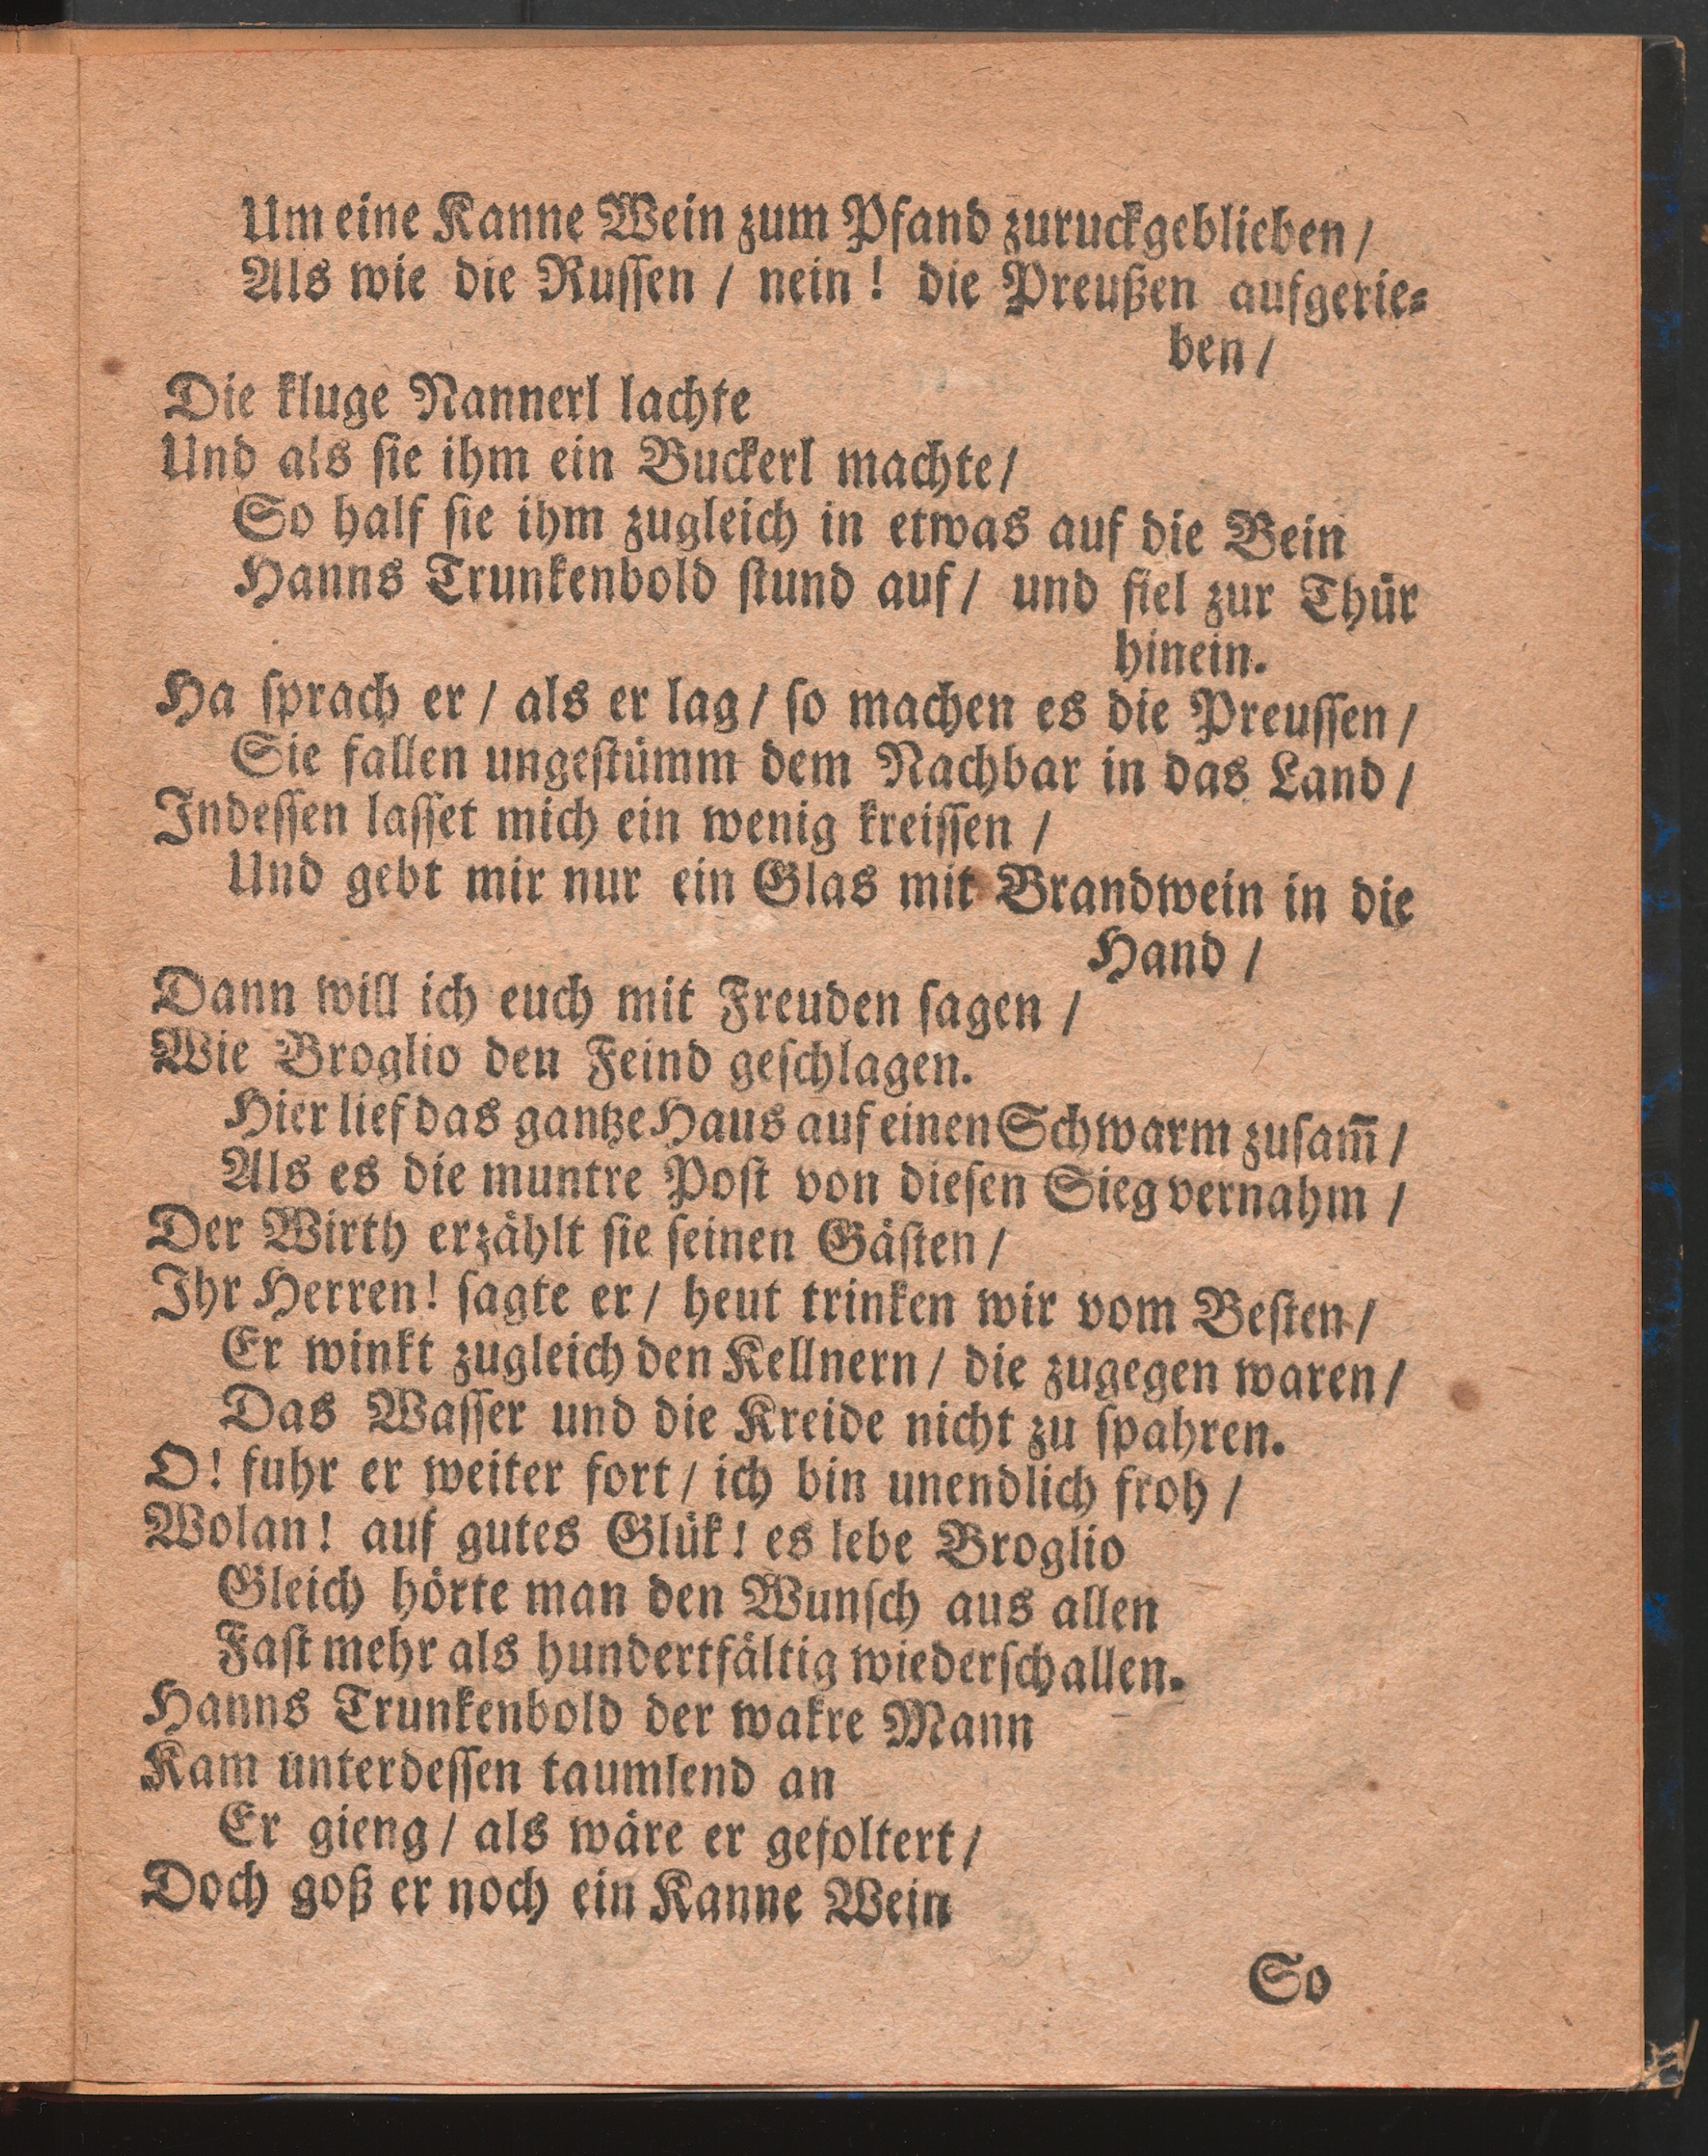 Um eine Kanne Wein zum Pfand zuruckgeblieben /
Als wie die Ruſſen / nein ! die Preußen aufgerie⸗
ben /
Die kluge Nannerl lachte
Und als ſie ihm ein Buckerl machte /
So half ſie ihm zugleich in etwas auf die Bein
Hanns Trunkenbold ſtund auf / und fiel zur Thür
hinein.
Ha ſprach er / als er lag / ſo machen es die Preuſſen /
Sie fallen ungeſtümm dem Nachbar in das Land /
Indeſſen laſſet mich ein wenig kreiſſen /
Und gebt mir nur ein Glas mit Brandwein in die
Hand /
Dann will ich euch mit Freuden ſagen /
Wie Broglio den Feind geſchlagen.
Hier lief das gantze Haus auf einen Schwarm zuſam̅ /
Als es die muntre Poſt von dieſen Sieg vernahm /
Der Wirth erzählt ſie ſeinen Gäſten /
Ihr Herren! ſagte er / heut trinken wir vom Beſten /
Er winkt zugleich den Kellnern / die zugegen waren /
Das Waſſer und die Kreide nicht zu ſpahren.
O! fuhr er weiter fort / ich bin unendlich froh /
Wolan! auf gutes Glük! es lebe Broglio
Gleich hörte man den Wunſch aus allen
Faſt mehr als hundertfältig wiederſchallen.
Hanns Trunkenbold der wakre Mann
Kam unterdeſſen taumlend an
Er gieng / als wäre er gefoltert /
Doch goß er noch ein Kanne Wein
So